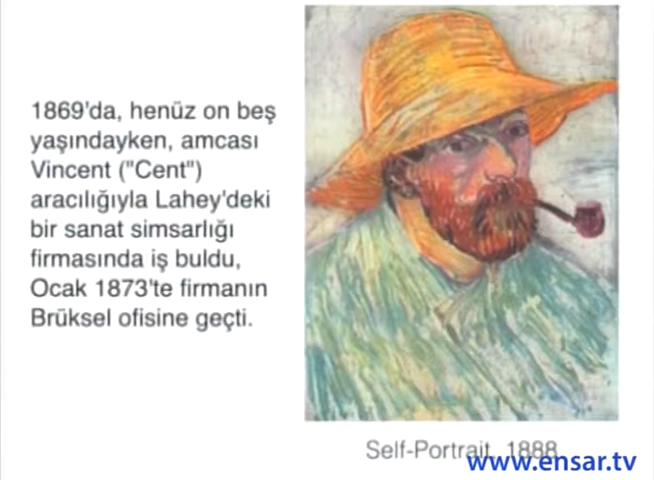 1869'da, henüz on beş
yaşındayken, amcası
Vincent ("Cent")
aracılığıyla Lahey'deki
bir sanat simsarlığı
firmasında iş buldu,
Ocak 1873'te firmanın
Brüksel ofisine geçti.
Self-Portrait, 1888
www.ensar.tv